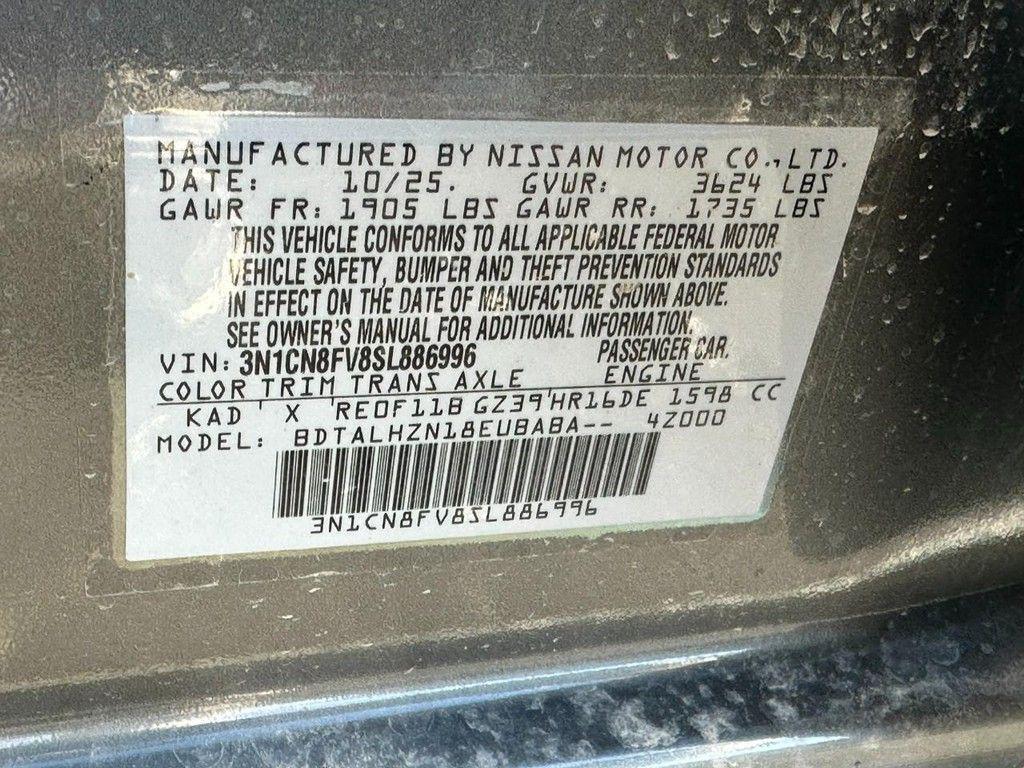 MANUFACTURED BY NISSAN MOTOR CO., LTD.
DATE: 10/25. GVWR: 3624 LBS
GAWR FR: 1905 LBS GAWR RR: 1735 LBS
THIS VEHICLE CONFORMS TO ALL APPLICABLE FEDERAL MOTOR
VEHICLE SAFETY, BUMPER AND THEFT PREVENTION STANDARDS
IN EFFECT ON THE DATE OF MANUFACTURE SHOWN ABOVE.
SEE OWNER'S MANUAL FOR ADDITIONAL INFORMATION.
VIN: 3N1CN8FV8SL886996 PASSENGER CAR.
COLOR TRIM TRANS AXLE ENGINE
KAD ' X ' RE0F11B GZ39 ' HR16DE 1598 CC
MODEL: BDTALHZN18EUBABA-- 4Z000
3N1CN8FV8SL886996